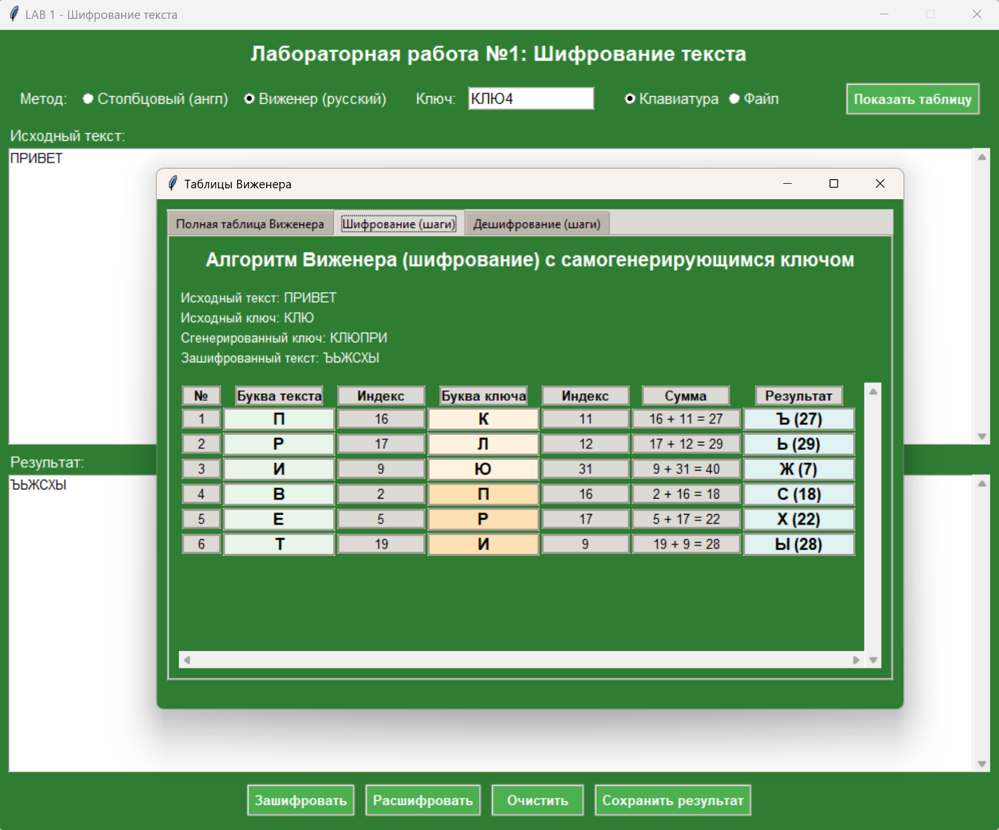 LAB 1 - Шифрование текста
Лабораторная работа №1: Шифрование текста
Метод: Столбцовый (англ) Виженер (русский) Ключ: КЛЮ4 Клавиатура Файл Показать таблицу
Исходный текст:
ПРИВЕТ
Таблицы Виженера
Полная таблица Виженера Шифрование (шаги) Дешифрование (шаги)
Алгоритм Виженера (шифрование) с самогенерирующимся ключом
Исходный текст: ПРИВЕТ
Исходный ключ: КЛЮ
Сгенерированный ключ: КЛЮПРИ
Зашифрованный текст: ЪЬЖСХЫ
№ Буква текста Индекс Буква ключа Индекс Сумма Результат
1 П 16 К 11 16 + 11 = 27 Ъ (27)
2 Р 17 Л 12 17 + 12 = 29 Ь (29)
3 И 9 Ю 31 9 + 31 = 40 Ж (7)
4 В 2 П 16 2 + 16 = 18 С (18)
5 Е 5 Р 17 5 + 17 = 22 Х (22)
6 Т 19 И 9 19 + 9 = 28 Ы (28)
Результат:
ЪЬЖСХЫ
Зашифровать Расшифровать Очистить Сохранить результат